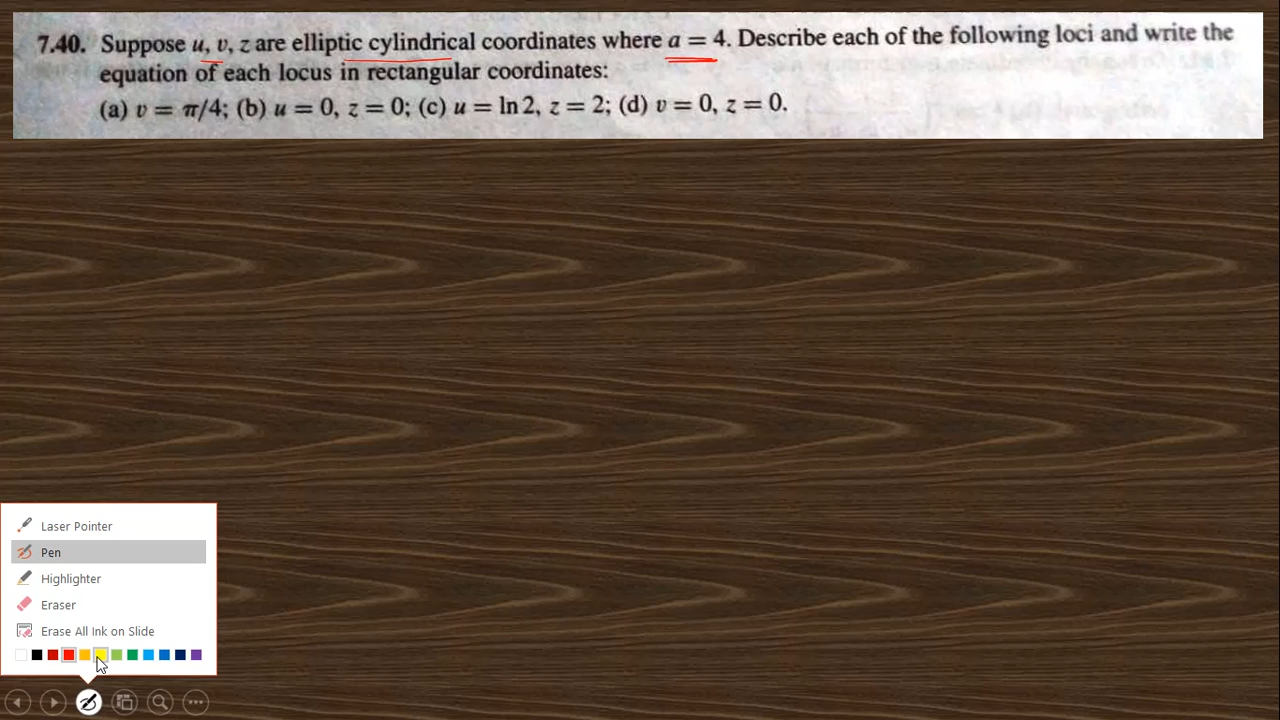 7.40. Suppose u, v, z are elliptic cylindrical coordinates where a = 4. Describe each of the following loci and write the
equation of each locus in rectangular coordinates:
(a) v = π/4; (b) u = 0, z = 0; (c) u = ln 2, z = 2; (d) v = 0, z = 0.
Laser Pointer
Pen
Highlighter
Eraser
Erase All Ink on Slide